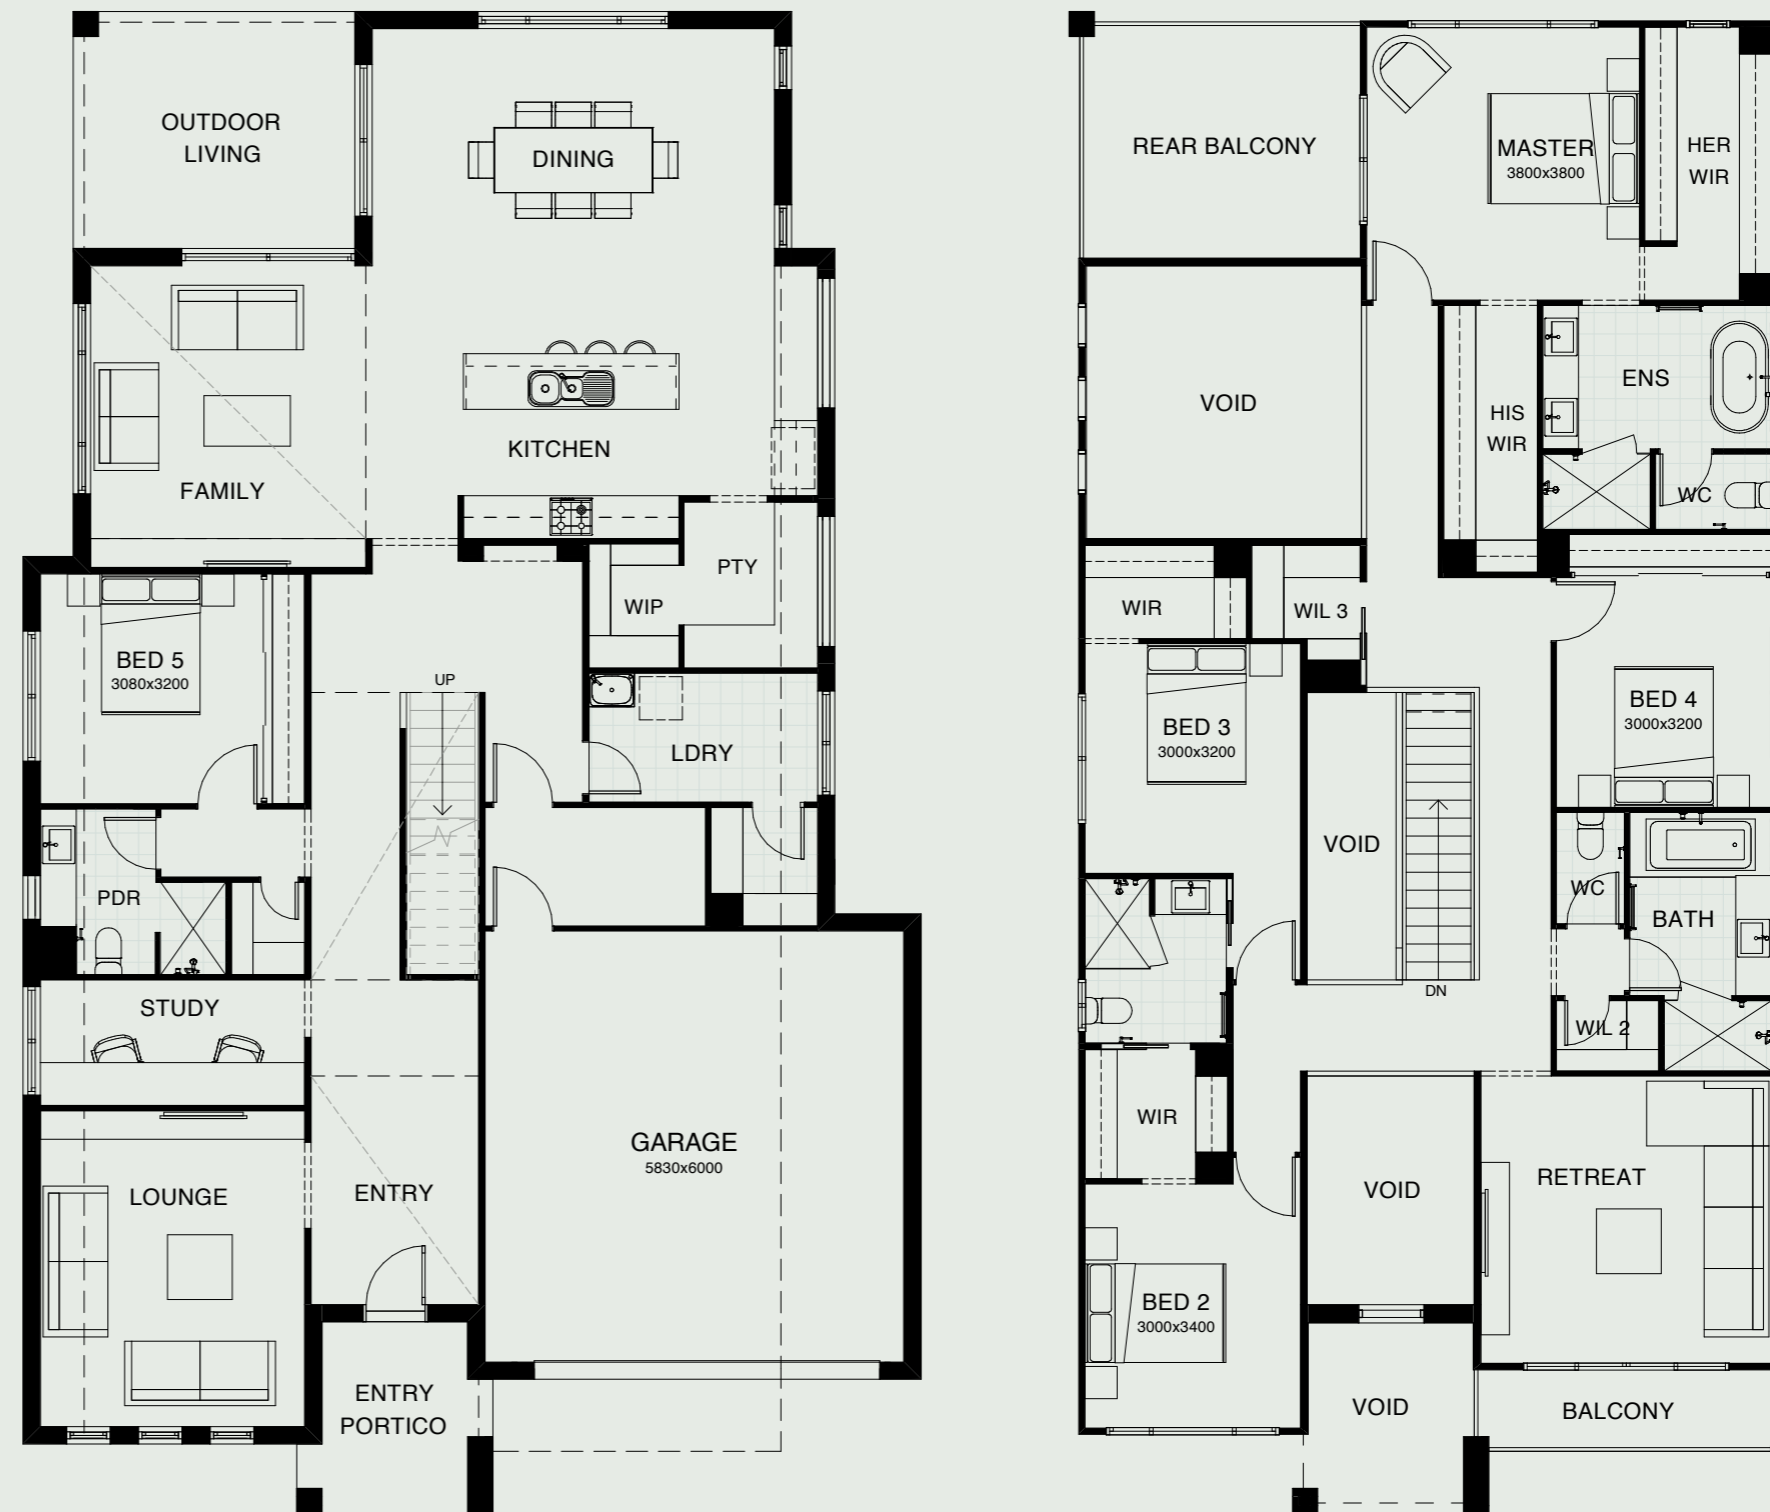 OUTDOOR
LIVING
DINING
KITCHEN
FAMILY
PTY
WIP
BED 5
3080x3200
UP
LDRY
PDR
STUDY
GARAGE
5830x6000
LOUNGE
ENTRY
ENTRY
PORTICO
REAR BALCONY
MASTER
3800x3800
HER
WIR
VOID
HIS
WIR
ENS
WC
WIR
WIL 3
BED 3
3000x3200
BED 4
3000x3200
VOID
WC
BATH
DN
WIL 2
WIR
VOID
RETREAT
BED 2
3000x3400
VOID
BALCONY